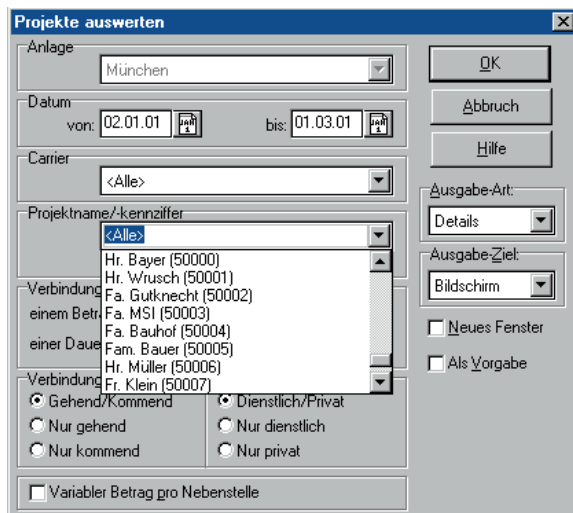 Projekte auswerten
Anlage
München
Datum
von: 02.01.01
bis: 01.03.01
Carrier
<Alle>
Projektname/-kennziffer
<Alle>
Hr. Bayer (50000)
Hr. Wrusch (50001)
Fa. Gutknecht (50002)
Fa. MSI (50003)
Fa. Bauhof (50004)
Fam. Bauer (50005)
Hr. Müller (50006)
Fr. Klein (50007)
Verbindung
einem Betr
einer Daue
Verbindung
Gehend/Kommend
Dienstlich/Privat
Nur gehend
Nur dienstlich
Nur kommend
Nur privat
Variabler Betrag pro Nebenstelle
OK
Abbruch
Hilfe
Ausgabe-Art:
Details
Ausgabe-Ziel:
Bildschirm
Neues Fenster
Als Vorgabe